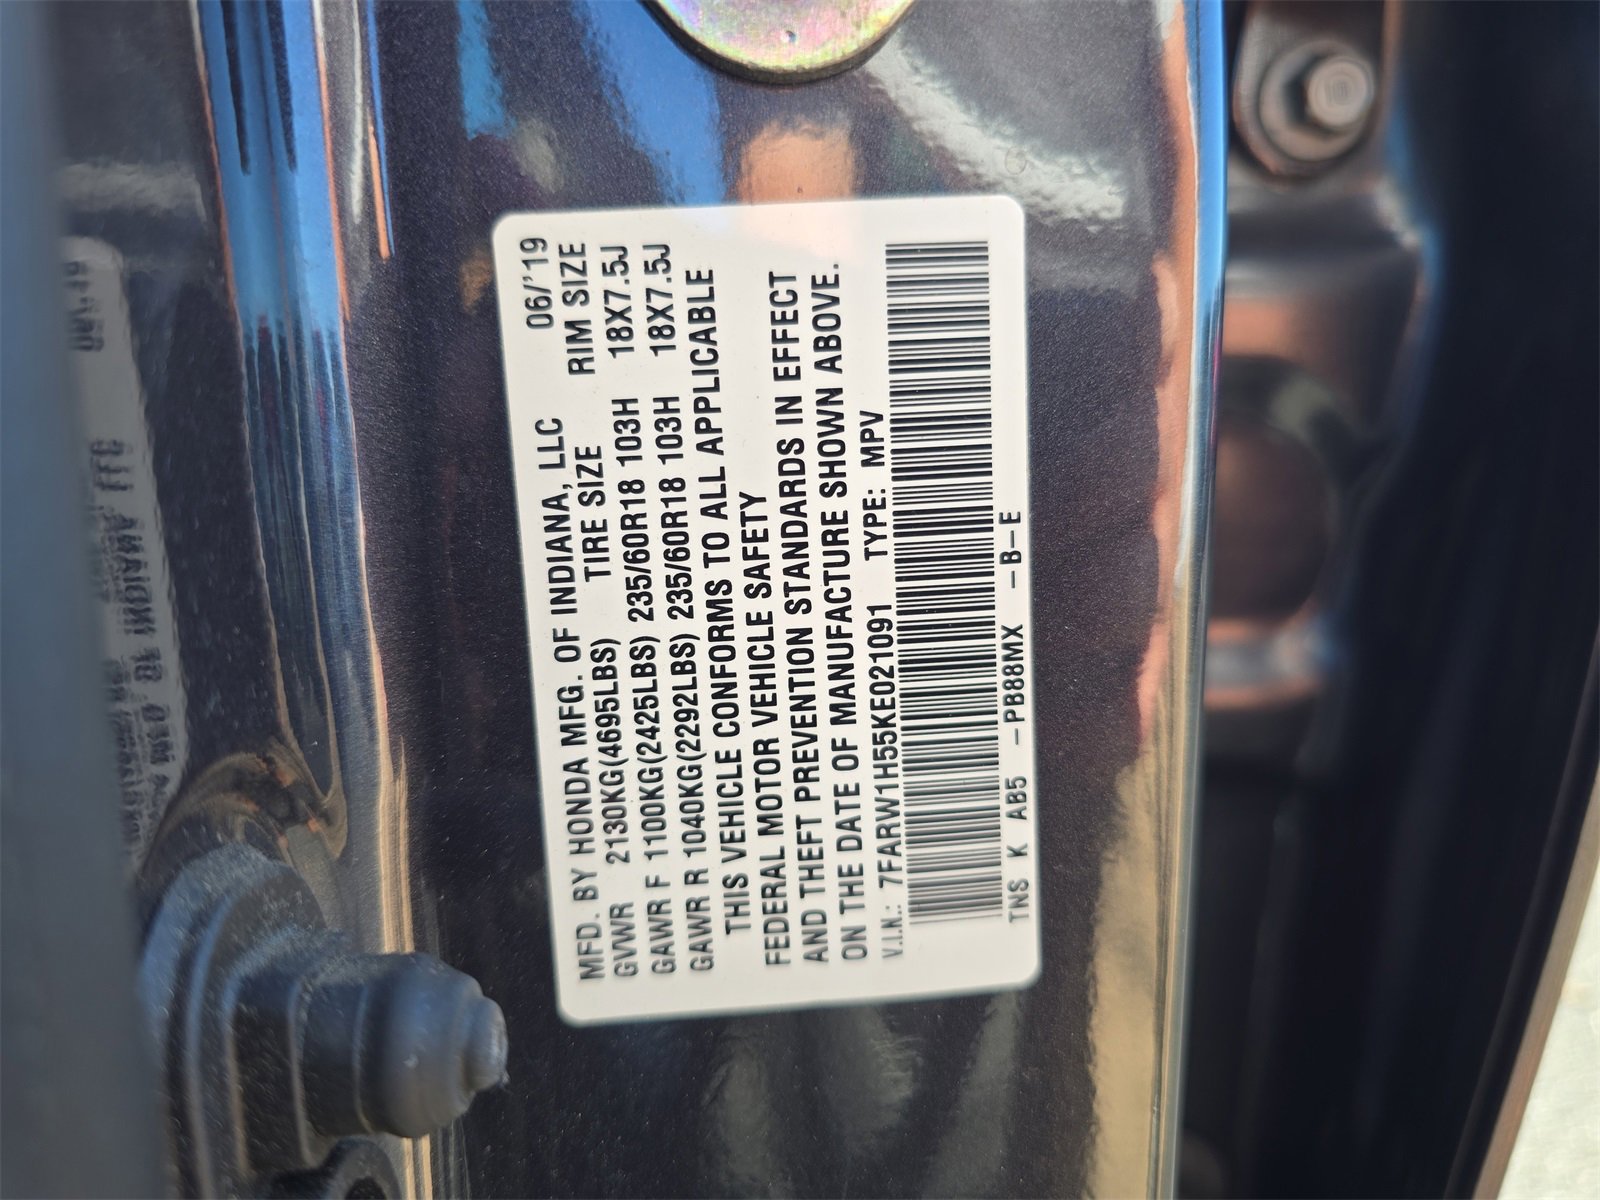 MFD. BY HONDA MFG. OF INDIANA, LLC 06/'19
GVWR 2130KG(4695LBS) TIRE SIZE RIM SIZE
GAWR F 1100KG(2425LBS) 235/60R18 103H 18X7.5J
GAWR R 1040KG(2292LBS) 235/60R18 103H 18X7.5J
THIS VEHICLE CONFORMS TO ALL APPLICABLE
FEDERAL MOTOR VEHICLE SAFETY
AND THEFT PREVENTION STANDARDS IN EFFECT
ON THE DATE OF MANUFACTURE SHOWN ABOVE.
V.I.N.: 7FARW1H55KE021091 TYPE: MPV
TNS K AB5 -PB88MX -B-E